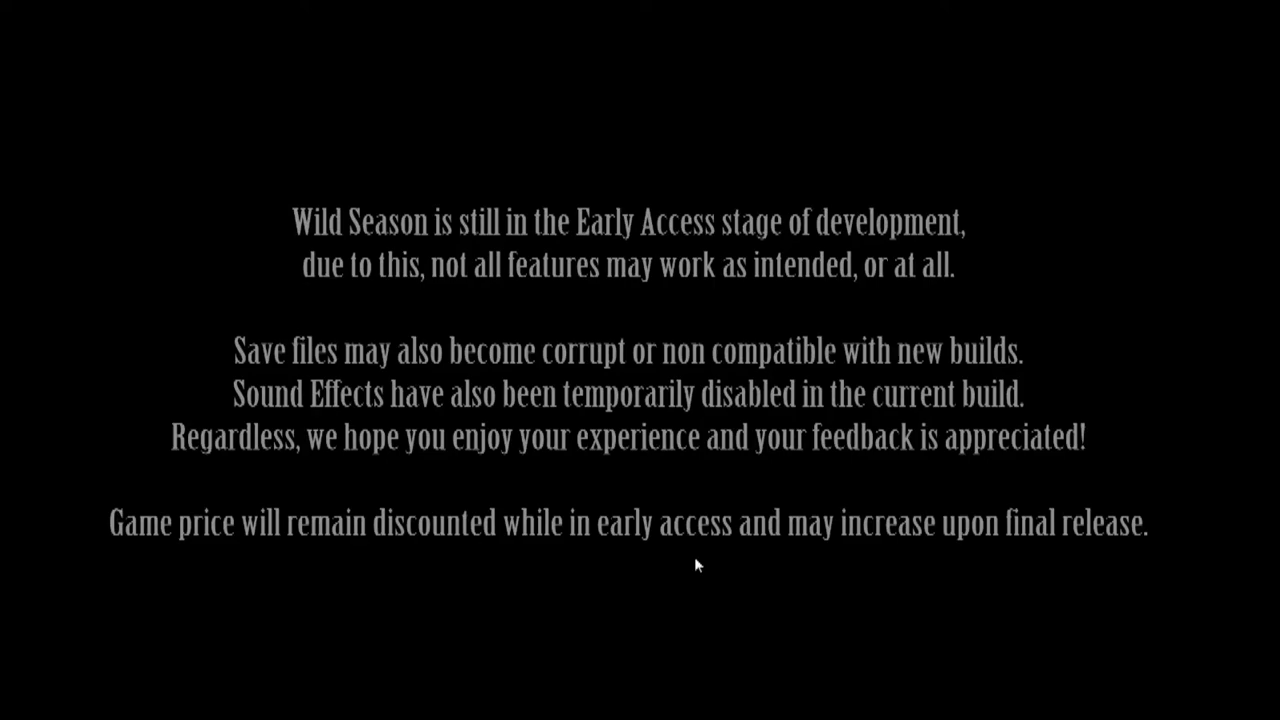 Wild Season is still in the Early Access stage of development,
due to this, not all features may work as intended, or at all.
Save files may also become corrupt or non compatible with new builds.
Sound Effects have also been temporarily disabled in the current build.
Regardless, we hope you enjoy your experience and your feedback is appreciated!
Game price will remain discounted while in early access and may increase upon final release.